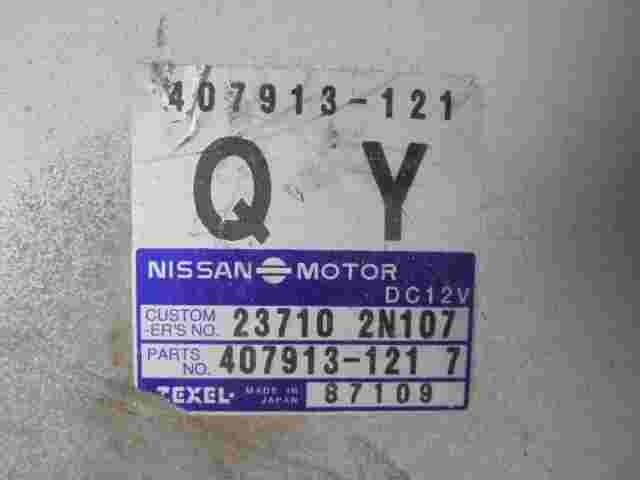 407913-121
Q Y
NISSAN MOTOR
DC12V
CUSTOM
-ER'S NO. 23710 2N107
PARTS
NO. 407913-121 7
ZEXEL. MADE IN
JAPAN 87109